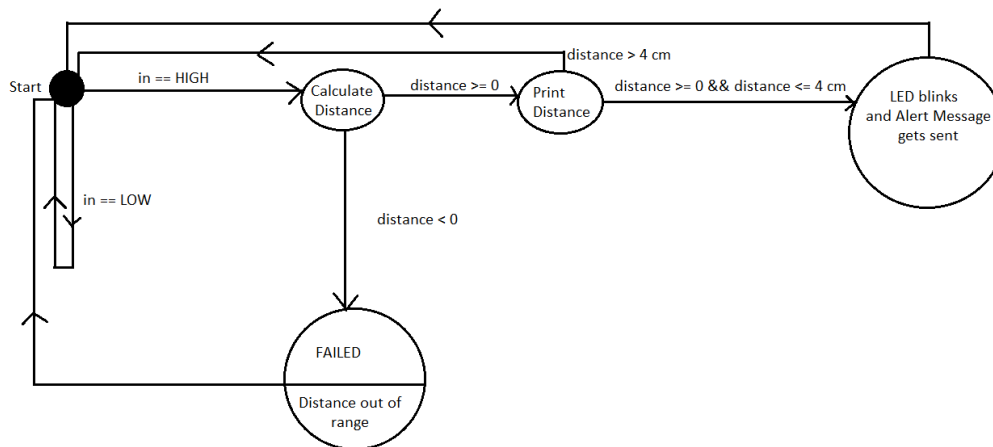 distance > 4 cm
Start
in == HIGH
Calculate
Distance
distance >= 0
Print
Distance
distance >= 0 && distance <= 4 cm
LED blinks
and Alert Message
gets sent
in == LOW
distance < 0
FAILED
Distance out of
range